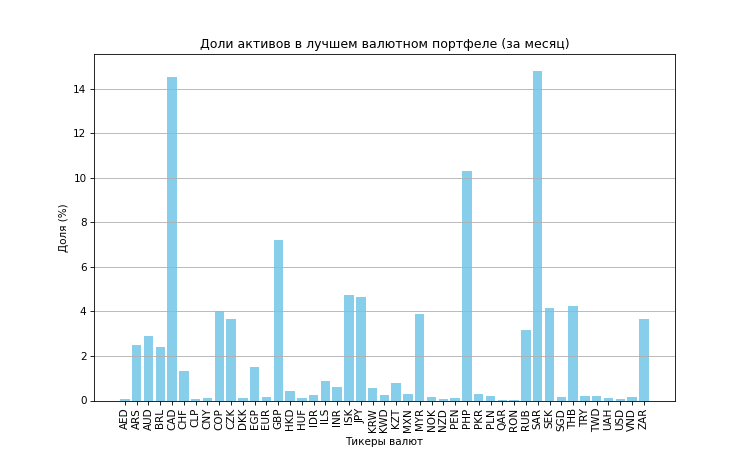 Доли активов в лучшем валютном портфеле (за месяц)
Доля (%)
14
12
10
8
6
4
2
0
AED ARS AUD BRL CAD CHF CLP CNY COP CZK DKK EGP EUR GBP HKD HUF IDR ILS INR ISK JPY KRW KWD KZT MXN MYR NOK NZD PEN PHP PKR PLN QAR RON RUB SAR SEK SGD THB TRY TWD UAH USD VND ZAR
Тикеры валют